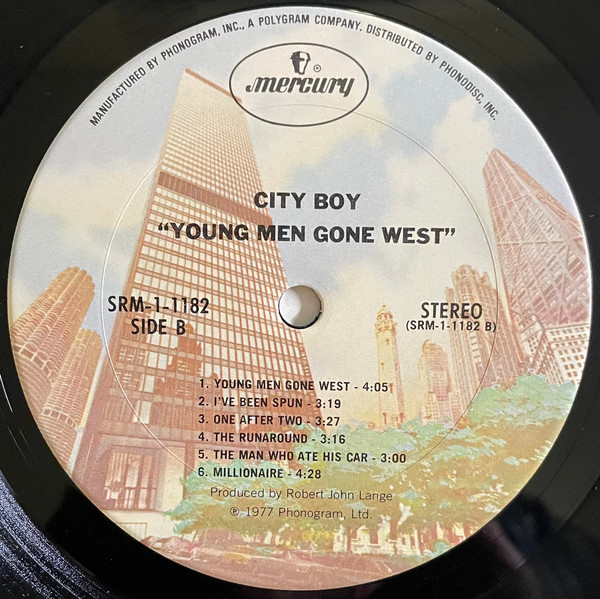 MANUFACTURED BY PHONOGRAM, INC., A POLYGRAM COMPANY. DISTRIBUTED BY PHONODISC, INC.
®
mercury
CITY BOY
“YOUNG MEN GONE WEST”
SRM-1-1182
SIDE B
STEREO
(SRM-1-1182 B)
1. YOUNG MEN GONE WEST - 4:05
2. I'VE BEEN SPUN - 3:19
3. ONE AFTER TWO - 3:27
4. THE RUNAROUND - 3:16
5. THE MAN WHO ATE HIS CAR - 3:00
6. MILLIONAIRE - 4:28
Produced by Robert John Lange
℗ 1977 Phonogram, Ltd.